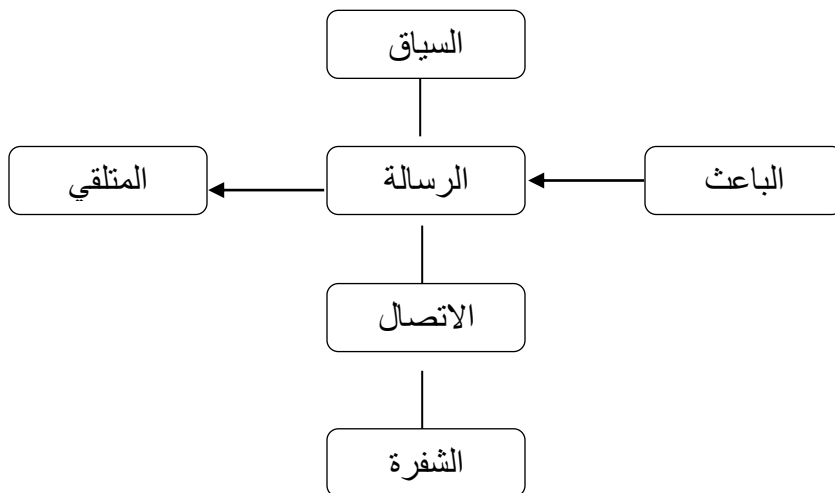 السياق
الباعث
الرسالة
المتلقي
الاتصال
الشفرة